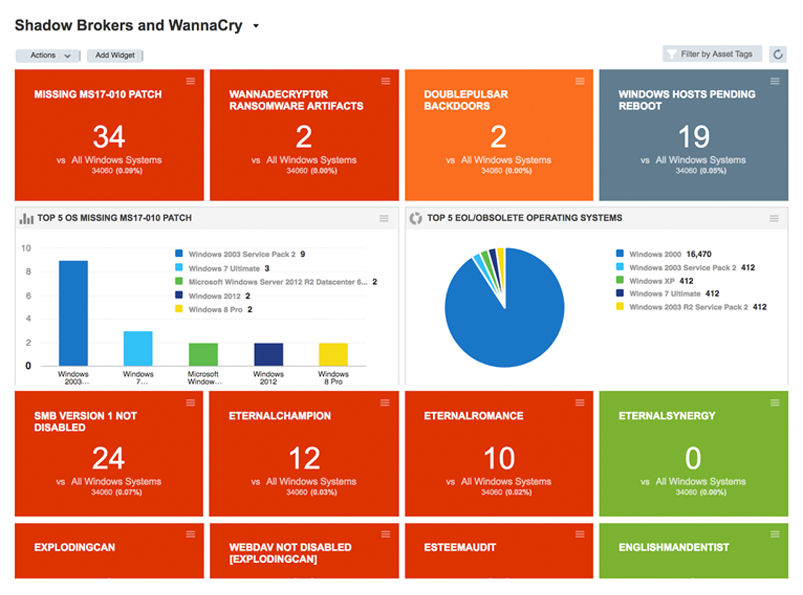 Shadow Brokers and WannaCry
Actions
Add Widget
Filter by Asset Tags
MISSING MS17-010 PATCH
34
vs All Windows Systems
34060 (0.09%)
WANNADECRYPT0R
RANSOMWARE ARTIFACTS
2
vs All Windows Systems
34060 (0.00%)
DOUBLEPULSAR
BACKDOORS
2
vs All Windows Systems
34060 (0.00%)
WINDOWS HOSTS PENDING
REBOOT
19
vs All Windows Systems
34060 (0.05%)
TOP 5 OS MISSING MS17-010 PATCH
10
8
6
4
2
0
Windows 2003 Service Pack 2 9
Windows 7 Ultimate 3
Microsoft Windows Server 2012 R2 Datacenter 6... 2
Windows 2012 2
Windows 8 Pro 2
Windows
2003...
Windows
7...
Microsoft
Window...
Windows
2012
Windows
8 Pro
TOP 5 EOL/OBSOLETE OPERATING SYSTEMS
Windows 2000 16,470
Windows 2003 Service Pack 2 412
Windows XP 412
Windows 7 Ultimate 412
Windows 2003 R2 Service Pack 2 412
SMB VERSION 1 NOT
DISABLED
24
vs All Windows Systems
34060 (0.07%)
ETERNALCHAMPION
12
vs All Windows Systems
34060 (0.03%)
ETERNALROMANCE
10
vs All Windows Systems
34060 (0.02%)
ETERNALSYNERGY
0
vs All Windows Systems
34060 (0.00%)
EXPLODINGCAN
WEBDAV NOT DISABLED
[EXPLODINGCAN]
ESTEEMAUDIT
ENGLISHMANDENTIST